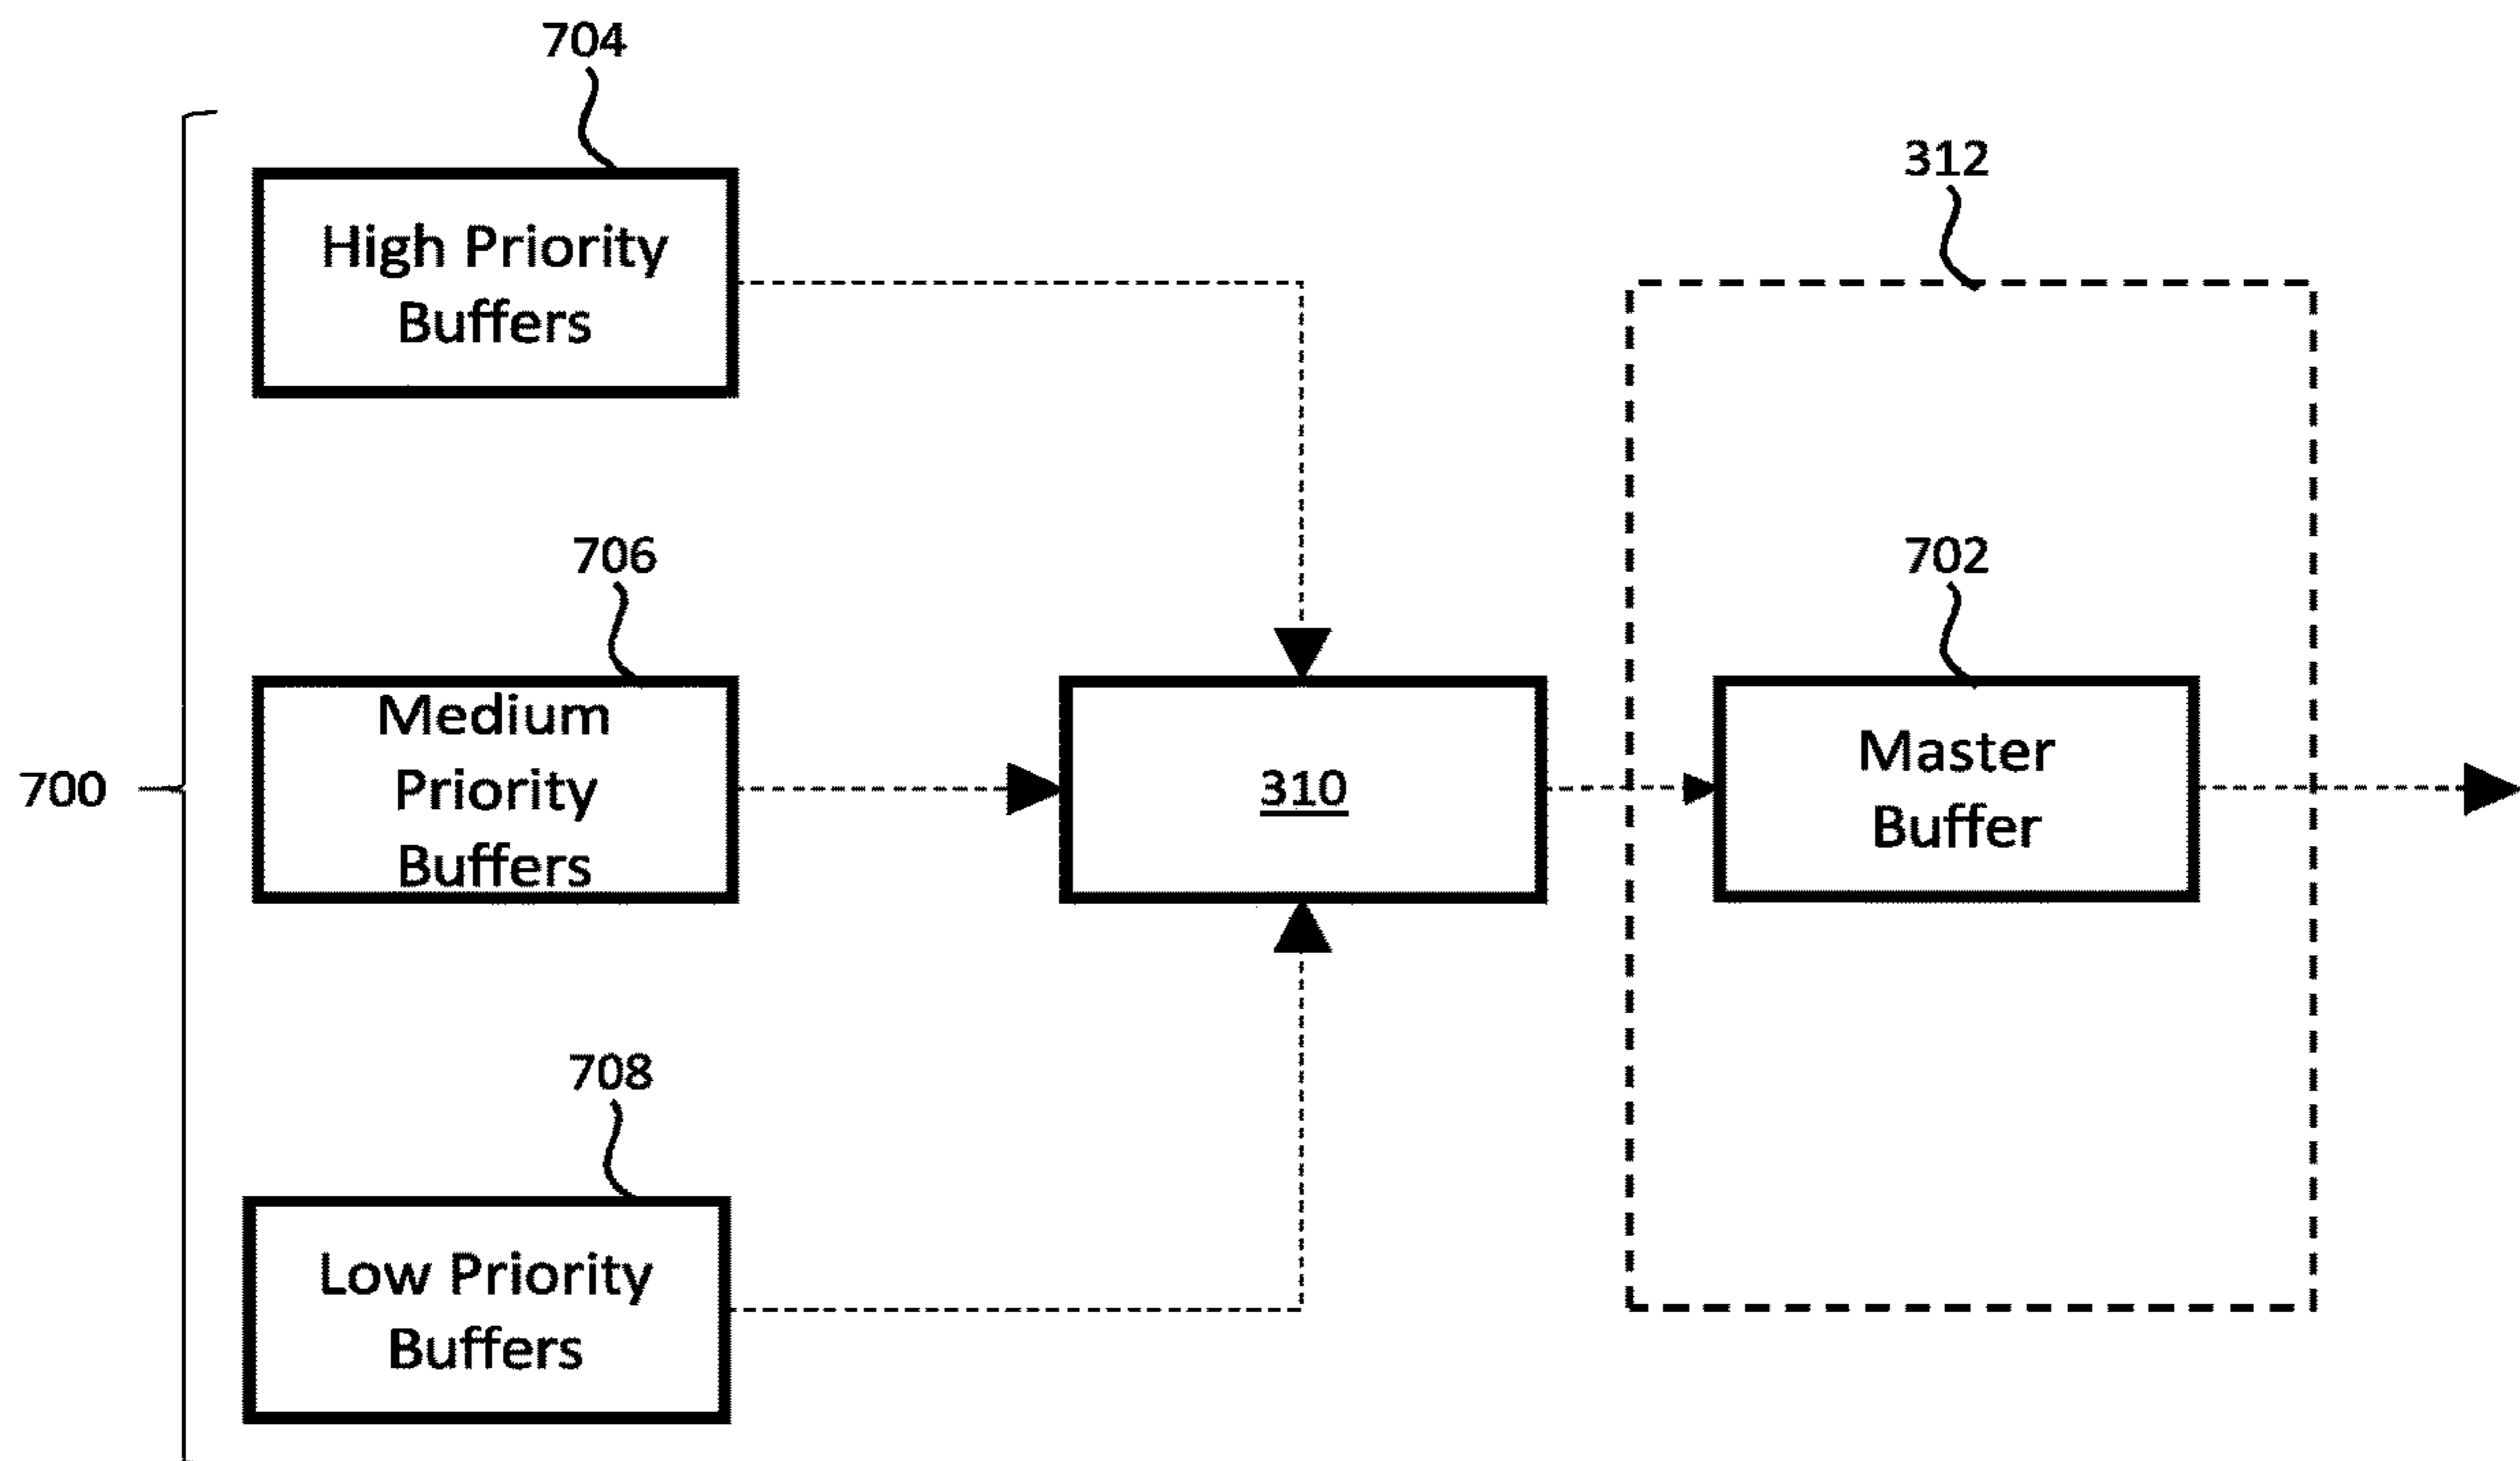 704
High Priority
Buffers
312
706
Medium
Priority
Buffers
700
310
702
Master
Buffer
708
Low Priority
Buffers